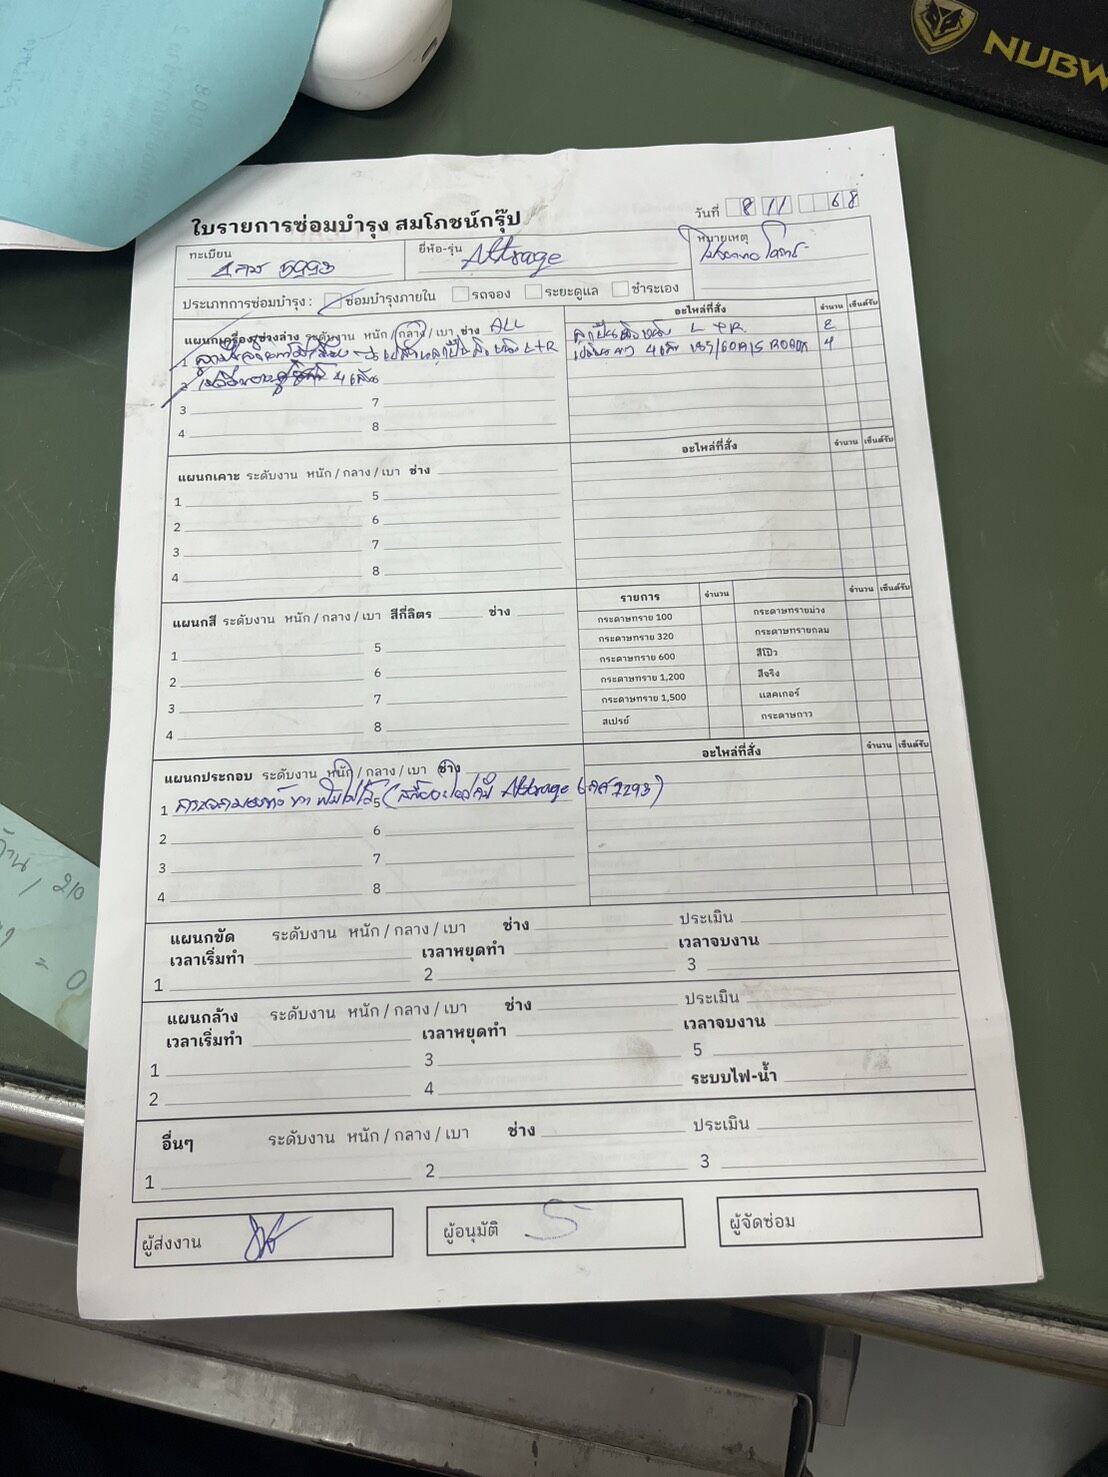 NUBW
ใบรายการซ่อมบำรุง สมโภชน์กรุ๊ป
วันที่ 8 11 68
ทะเบียน 5993
ยี่ห้อ-รุ่น Attrage
หมายเหตุ
ประเภทการซ่อมบำรุง : ซ่อมบำรุงภายใน รถจอง ระยะดูแล ชำระเอง
แผนกเครื่อง/ช่วงล่าง ระดับงาน หนัก / กลาง / เบา ช่าง ALL
อะไหล่ที่สั่ง จำนวน เซ็นต์รับ
1 L+R
L+R 2
2 4 เส้น
4 เส้น 185/60R15 4
3 7
4 8
แผนกเคาะ ระดับงาน หนัก / กลาง / เบา ช่าง
อะไหล่ที่สั่ง จำนวน เซ็นต์รับ
1 5
2 6
3 7
4 8
แผนกสี ระดับงาน หนัก / กลาง / เบา สีกี่ลิตร ช่าง
รายการ จำนวน จำนวน เซ็นต์รับ
กระดาษทราย 100 กระดาษทรายม่วง
กระดาษทราย 320 กระดาษทรายกลม
กระดาษทราย 600 สีโป๊ว
กระดาษทราย 1,200 สีจริง
กระดาษทราย 1,500 แลคเกอร์
สเปรย์ กระดาษกาว
1 5
2 6
3 7
4 8
แผนกประกอบ ระดับงาน หนัก / กลาง / เบา ช่าง
อะไหล่ที่สั่ง จำนวน เซ็นต์รับ
1 5 Attrage 7293)
2 6
3 7
4 8
แผนกขัด ระดับงาน หนัก / กลาง / เบา ช่าง ประเมิน
เวลาเริ่มทำ เวลาหยุดทำ เวลาจบงาน
1 2 3
แผนกล้าง ระดับงาน หนัก / กลาง / เบา ช่าง ประเมิน
เวลาเริ่มทำ เวลาหยุดทำ เวลาจบงาน
1 3 5
2 4 ระบบไฟ-น้ำ
อื่นๆ ระดับงาน หนัก / กลาง / เบา ช่าง ประเมิน
1 2 3
ผู้ส่งงาน
ผู้อนุมัติ
ผู้จัดซ่อม